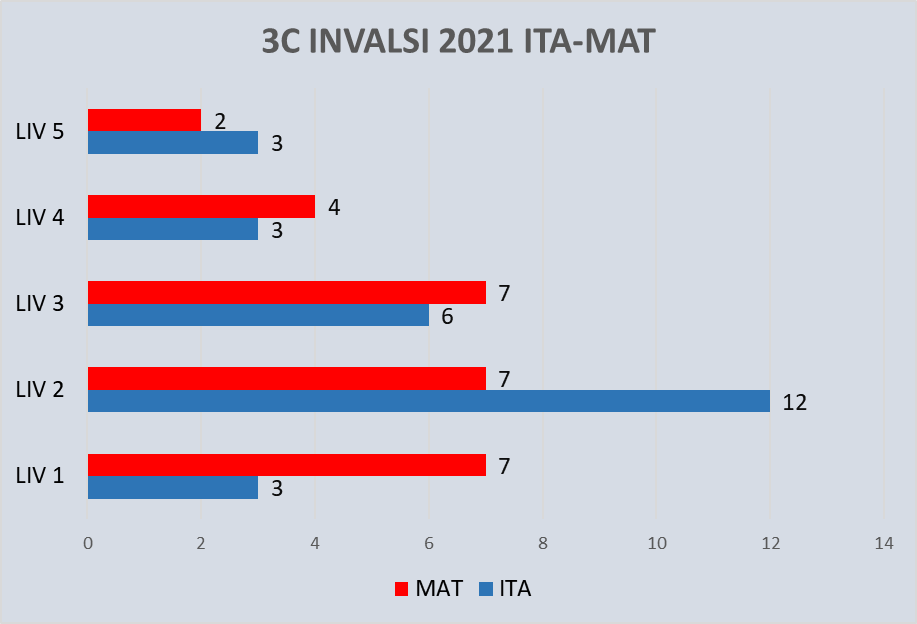 3C INVALSI 2021 ITA-MAT
LIV 5
2
3
LIV 4
4
3
LIV 3
7
6
LIV 2
7
12
LIV 1
7
3
0 2 4 6 8 10 12 14
MAT ITA